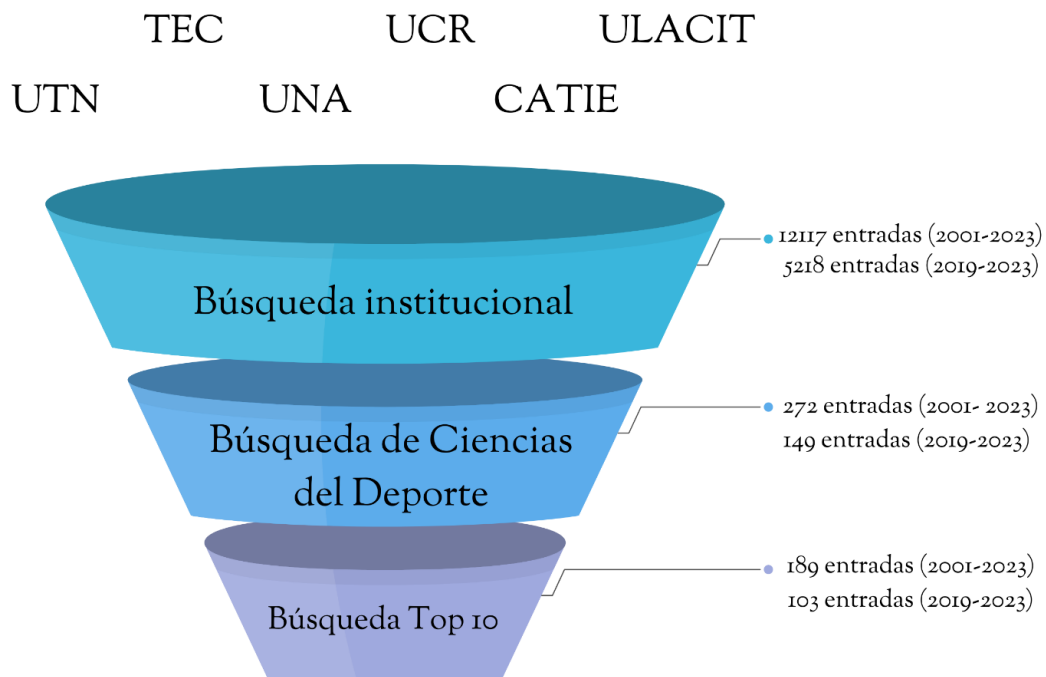 TEC UCR ULACIT
UTN UNA CATIE
12117 entradas (2001-2023)
5218 entradas (2019-2023)
Búsqueda institucional
272 entradas (2001- 2023)
149 entradas (2019-2023)
Búsqueda de Ciencias
del Deporte
189 entradas (2001-2023)
103 entradas (2019-2023)
Búsqueda Top 10